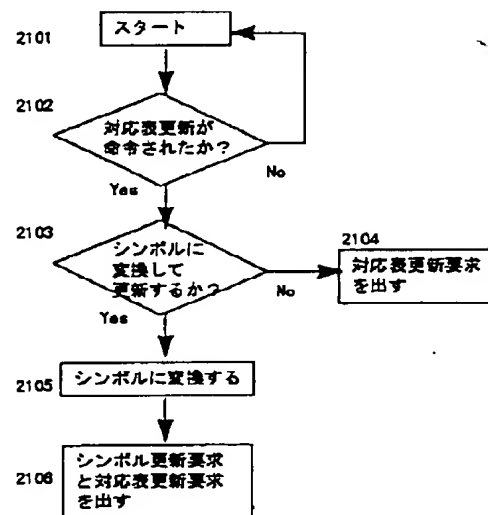 2101
スタート
2102
対応表更新が
命令されたか?
No
Yes
2103
シンボルに
変換して
更新するか?
No
Yes
2104
対応表更新要求
を出す
2105
シンボルに変換する
2106
シンボル更新要求
と対応表更新要求
を出す